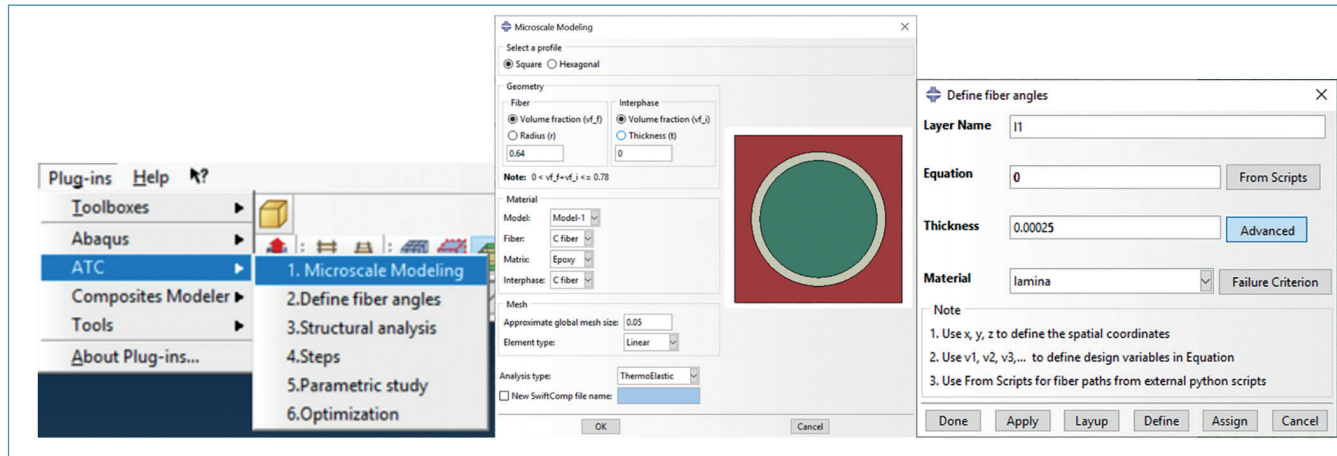 Plug-ins Help ?
Toolboxes
Abaqus
ATC
Composites Modeler
Tools
About Plug-ins...
1. Microscale Modeling
2.Define fiber angles
3.Structural analysis
4.Steps
5.Parametric study
6.Optimization
Microscale Modeling
Select a profile
Square Hexagonal
Geometry
Fiber Interphase
Volume fraction (vf_f) Volume fraction (vf_i)
Radius (r) Thickness (t)
0.64 0
Note: 0 < vf_f+vf_i <= 0.78
Material
Model: Model-1
Fiber: C fiber
Matrix: Epoxy
Interphase: C fiber
Mesh
Approximate global mesh size: 0.05
Element type: Linear
Analysis type: ThermoElastic
New SwiftComp file name:
OK Cancel
Define fiber angles
Layer Name l1
Equation 0 From Scripts
Thickness 0.00025 Advanced
Material lamina Failure Criterion
Note
1. Use x, y, z to define the spatial coordinates
2. Use v1, v2, v3,... to define design variables in Equation
3. Use From Scripts for fiber paths from external python scripts
Done Apply Layup Define Assign Cancel